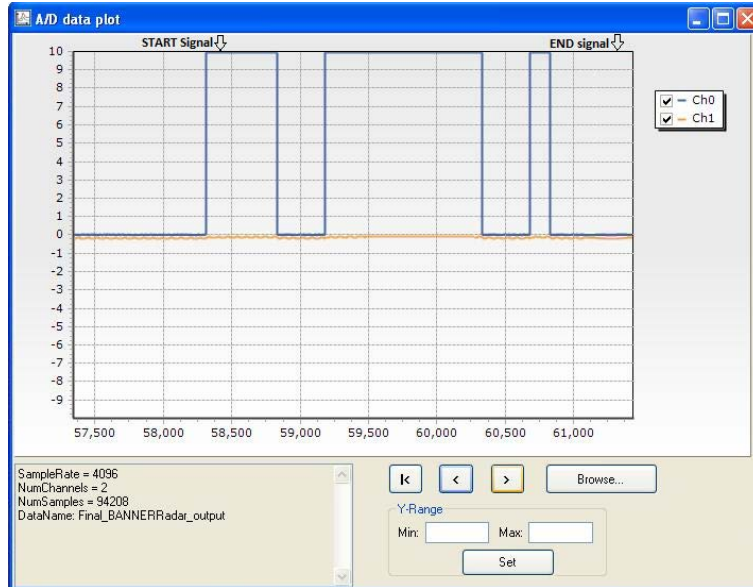 A/D data plot
START Signal
END signal
10
9
8
7
6
5
4
3
2
1
0
-1
-2
-3
-4
-5
-6
-7
-8
-9
57,500 58,000 58,500 59,000 59,500 60,000 60,500 61,000
Ch0
Ch1
SampleRate = 4096
NumChannels = 2
NumSamples = 94208
DataName: Final_BANNERRadar_output
|< < > Browse...
Y-Range
Min: Max:
Set